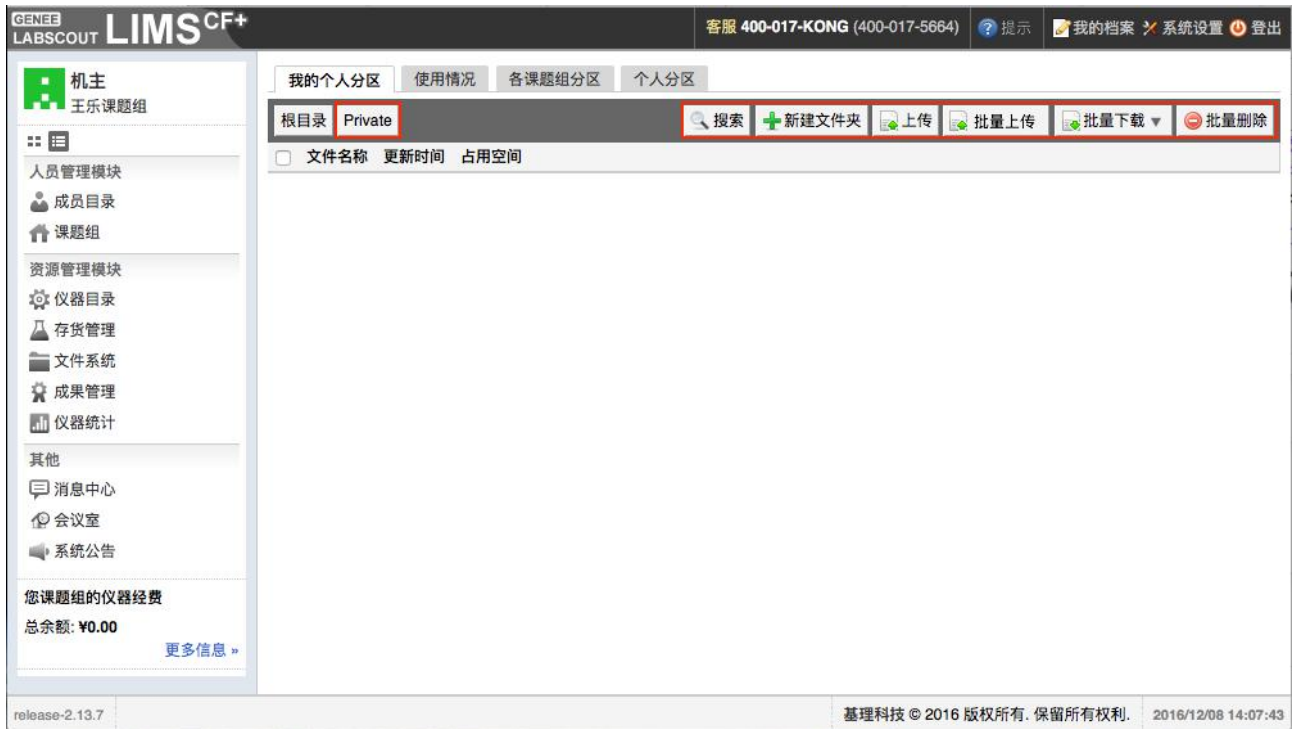 GENEE
LABSCOUT LIMS CF+
客服 400-017-KONG (400-017-5664) 提示 我的档案 系统设置 登出
机主
王乐课题组
人员管理模块
成员目录
课题组
资源管理模块
仪器目录
存货管理
文件系统
成果管理
仪器统计
其他
消息中心
会议室
系统公告
您课题组的仪器经费
总余额: ¥0.00
更多信息 »
我的个人分区 使用情况 各课题组分区 个人分区
根目录 Private 搜索 新建文件夹 上传 批量上传 批量下载 ▼ 批量删除
文件名称 更新时间 占用空间
release-2.13.7
基理科技 © 2016 版权所有. 保留所有权利. 2016/12/08 14:07:43